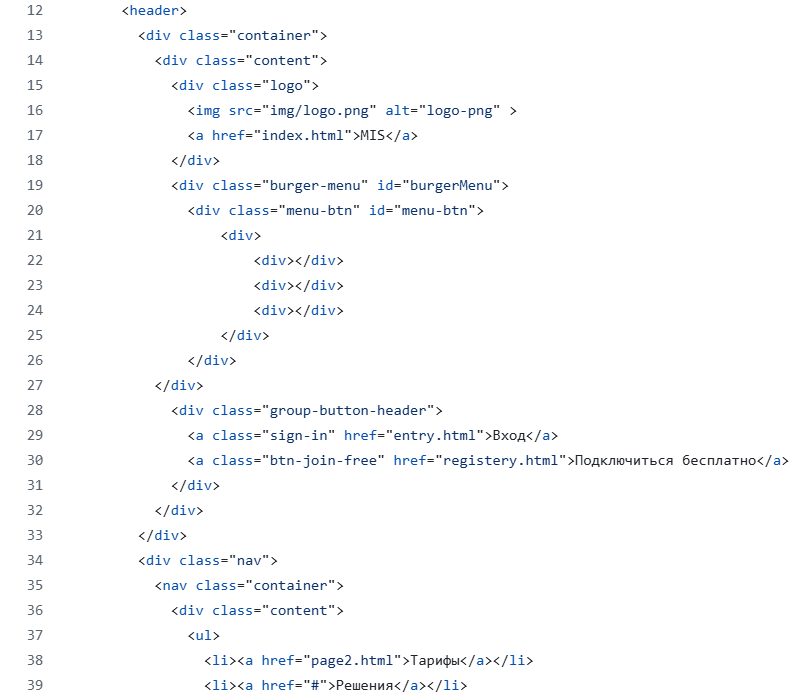 12 <header>
13 <div class="container">
14 <div class="content">
15 <div class="logo">
16 <img src="img/logo.png" alt="logo-png" >
17 <a href="index.html">MIS</a>
18 </div>
19 <div class="burger-menu" id="burgerMenu">
20 <div class="menu-btn" id="menu-btn">
21 <div>
22 <div></div>
23 <div></div>
24 <div></div>
25 </div>
26 </div>
27 </div>
28 <div class="group-button-header">
29 <a class="sign-in" href="entry.html">Вход</a>
30 <a class="btn-join-free" href="registery.html">Подключиться бесплатно</a>
31 </div>
32 </div>
33 </div>
34 <div class="nav">
35 <nav class="container">
36 <div class="content">
37 <ul>
38 <li><a href="page2.html">Тарифы</a></li>
39 <li><a href="#">Решения</a></li>